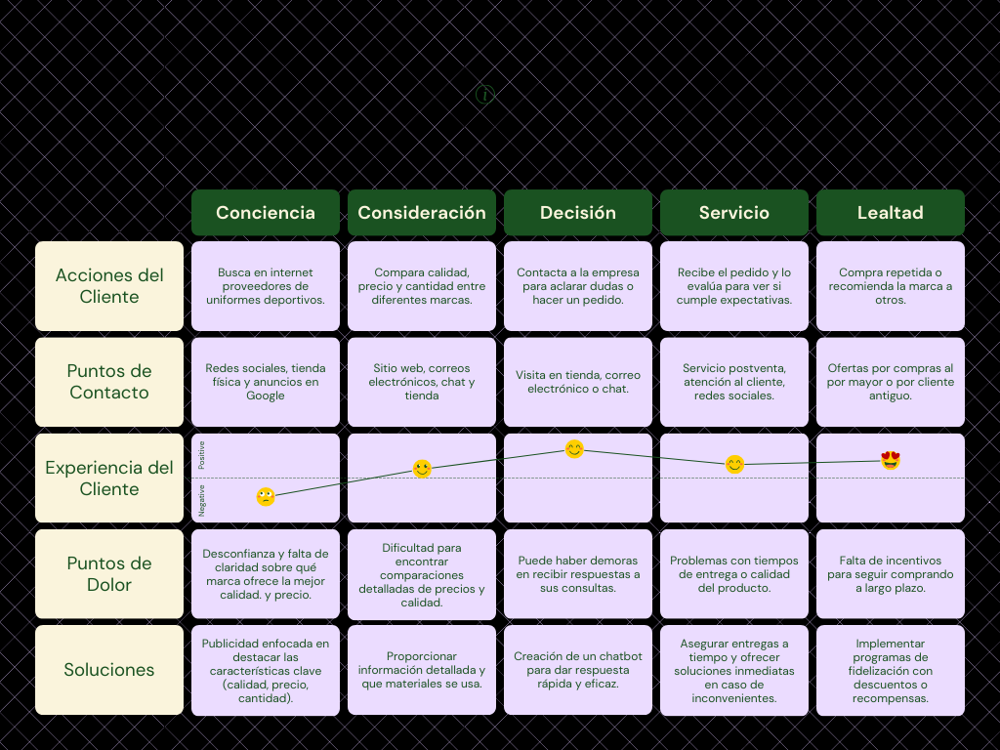 i
Conciencia
Consideración
Decisión
Servicio
Lealtad
Acciones del
Cliente
Busca en internet
proveedores de
uniformes deportivos.
Compara calidad,
precio y cantidad entre
diferentes marcas.
Contacta a la empresa
para aclarar dudas o
hacer un pedido.
Recibe el pedido y lo
evalúa para ver si
cumple expectativas.
Compra repetida o
recomienda la marca a
otros.
Puntos de
Contacto
Redes sociales, tienda
física y anuncios en
Google
Sitio web, correos
electrónicos, chat y
tienda
Visita en tienda, correo
electrónico o chat.
Servicio postventa,
atención al cliente,
redes sociales.
Ofertas por compras al
por mayor o por cliente
antiguo.
Experiencia del
Cliente
Positive
Negative
Puntos de
Dolor
Desconfianza y falta de
claridad sobre qué
marca ofrece la mejor
calidad. y precio.
Dificultad para
encontrar
comparaciones
detalladas de precios y
calidad.
Puede haber demoras
en recibir respuestas a
sus consultas.
Problemas con tiempos
de entrega o calidad
del producto.
Falta de incentivos
para seguir comprando
a largo plazo.
Soluciones
Publicidad enfocada en
destacar las
características clave
(calidad, precio,
cantidad).
Proporcionar
información detallada y
que materiales se usa.
Creación de un chatbot
para dar respuesta
rápida y eficaz.
Asegurar entregas a
tiempo y ofrecer
soluciones inmediatas
en caso de
inconvenientes.
Implementar
programas de
fidelización con
descuentos o
recompensas.